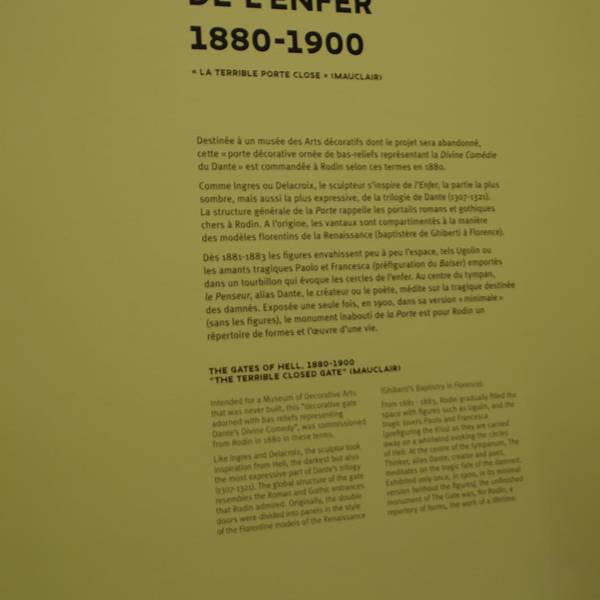 DE L'ENFER
1880-1900
« LA TERRIBLE PORTE CLOSE » (MAUCLAIR)
Destinée à un musée des Arts décoratifs dont le projet sera abandonné,
cette « porte décorative ornée de bas-reliefs représentant la Divine Comédie
du Dante » est commandée à Rodin selon ces termes en 1880.
Comme Ingres ou Delacroix, le sculpteur s'inspire de l'Enfer, la partie la plus
sombre, mais aussi la plus expressive, de la trilogie de Dante (1307-1321).
La structure générale de la Porte rappelle les portails romans et gothiques
chers à Rodin. A l'origine, les vantaux sont compartimentés à la manière
des modèles florentins de la Renaissance (baptistère de Ghiberti à Florence).
Dès 1881-1883 les figures envahissent peu à peu l'espace, tels Ugolin ou
les amants tragiques Paolo et Francesca (préfiguration du Baiser) emportés
dans un tourbillon qui évoque les cercles de l'enfer. Au centre du tympan,
le Penseur, alias Dante, le créateur ou le poète, médite sur la tragique destinée
des damnés. Exposée une seule fois, en 1900, dans sa version « minimale »
(sans les figures), le monument inabouti de la Porte est pour Rodin un
répertoire de formes et l'œuvre d'une vie.
THE GATES OF HELL, 1880-1900
"THE TERRIBLE CLOSED GATE" (MAUCLAIR)
Intended for a Museum of Decorative Arts
that was never built, this "decorative gate
adorned with bas reliefs representing
Dante's Divine Comedy", was commissioned
from Rodin in 1880 in these terms.
Like Ingres and Delacroix, the sculptor took
inspiration from Hell, the darkest but also
the most expressive part of Dante's trilogy
(1307-1321). The global structure of the gate
resembles the Roman and Gothic entrances
that Rodin admired. Originally, the double
doors were divided into panels in the style
of the Florentine models of the Renaissance
(Ghiberti's Baptistry in Florence).
From 1881 - 1883, Rodin gradually filled the
space with figures such as Ugolin, and the
tragic lovers Paolo and Francesca
(prefiguring the Kiss) as they are carried
away on a whirlwind evoking the circles
of Hell. At the centre of the tympanum, The
Thinker, alias Dante, creator and poet,
meditates on the tragic fate of the damned.
Exhibited only once, in 1900, in its minimal
version (without the figures), the unfinished
monument of The Gate was, for Rodin, a
repertory of forms, the work of a lifetime.